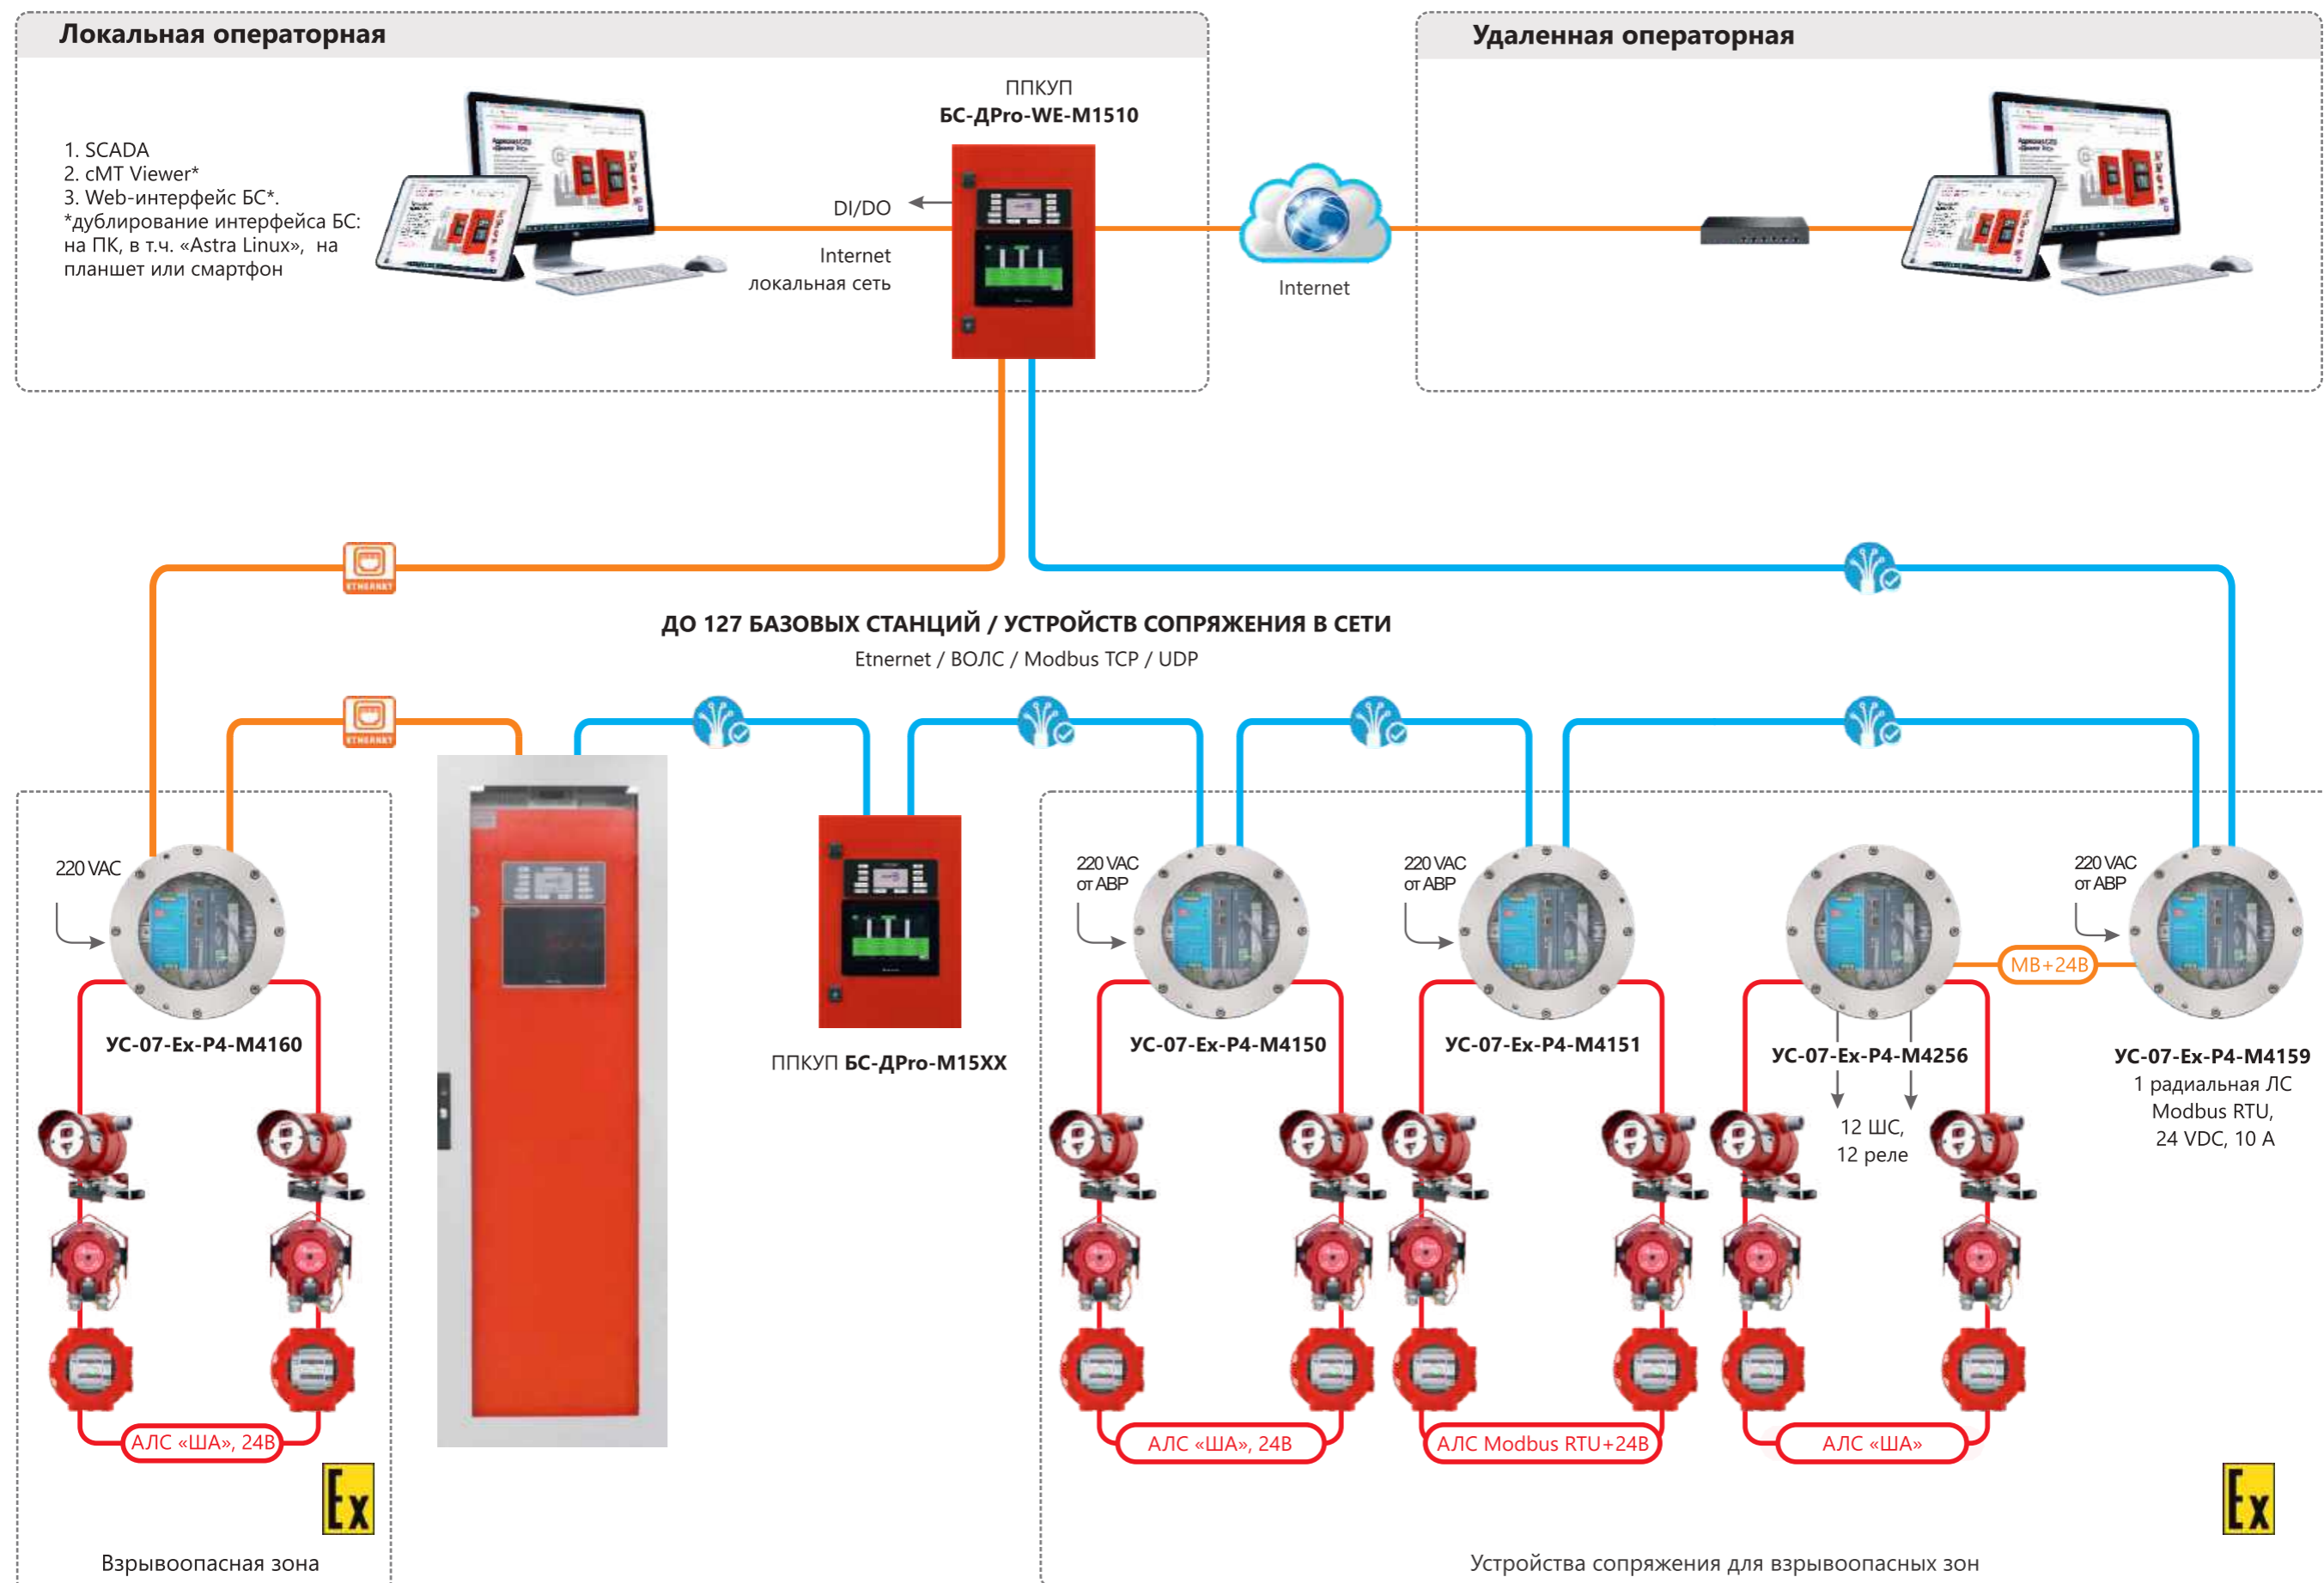 Локальная операторная
Удаленная операторная
ППКУП
БС-ДPro-WE-M1510
1. SCADA
2. cMT Viewer*
3. Web-интерфейс БС*.
*дублирование интерфейса БС:
на ПК, в т.ч. «Astra Linux», на
планшет или смартфон
DI/DO
Internet
локальная сеть
Internet
ETHERNET
ДО 127 БАЗОВЫХ СТАНЦИЙ / УСТРОЙСТВ СОПРЯЖЕНИЯ В СЕТИ
Etnernet / ВОЛС / Modbus TCP / UDP
ETHERNET
220 VAC
220 VAC
от АВР
220 VAC
от АВР
220 VAC
от АВР
МВ+24В
УС-07-Ex-P4-M4160
ППКУП БС-ДPro-M15XX
УС-07-Ex-P4-M4150
УС-07-Ex-P4-M4151
УС-07-Ex-P4-M4256
12 ШС,
12 реле
УС-07-Ex-P4-M4159
1 радиальная ЛС
Modbus RTU,
24 VDC, 10 А
АЛС «ША», 24В
АЛС «ША», 24В
АЛС Modbus RTU+24В
АЛС «ША»
Ex
Ex
Взрывоопасная зона
Устройства сопряжения для взрывоопасных зон